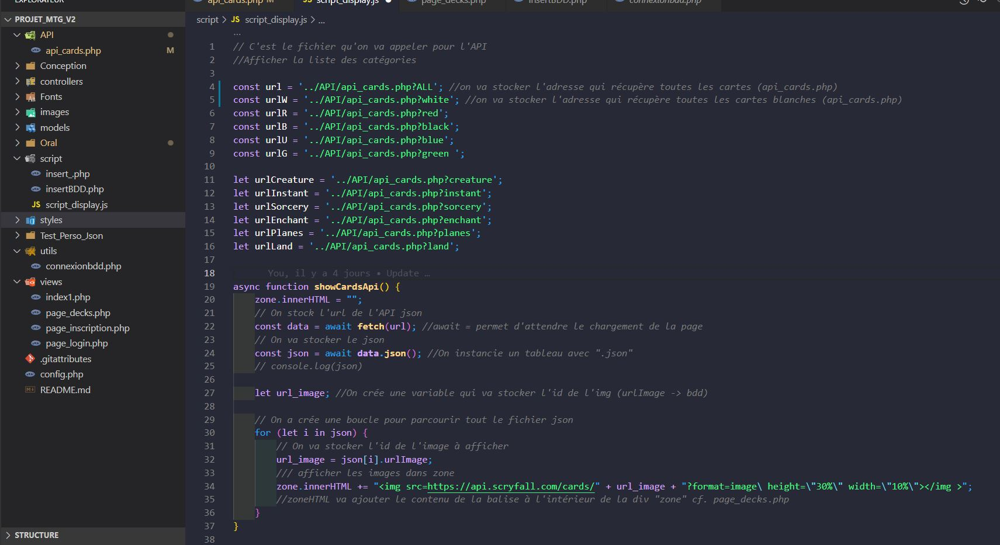 EXPLORATEUR
PROJET_MTG_V2
API
api_cards.php M
Conception
controllers
Fonts
images
models
Oral
script
insert_.php
insertBDD.php
JS script_display.js
styles
Test_Perso_Json
utils
connexionbdd.php
views
index1.php
page_decks.php
page_inscription.php
page_login.php
.gitattributes
config.php
README.md
STRUCTURE
api_cards.php M JS script_display.js page_decks.php insertBDD.php connexionbdd.php
script > JS script_display.js > ...
...
1 // C'est le fichier qu'on va appeler pour l'API
2 //Afficher la liste des catégories
3
4 const url = '../API/api_cards.php?ALL'; //on va stocker l'adresse qui récupère toutes les cartes (api_cards.php)
5 const urlW = '../API/api_cards.php?white'; //on va stocker l'adresse qui récupère toutes les cartes blanches (api_cards.php)
6 const urlR = '../API/api_cards.php?red';
7 const urlB = '../API/api_cards.php?black';
8 const urlU = '../API/api_cards.php?blue';
9 const urlG = '../API/api_cards.php?green ';
10
11 let urlCreature = '../API/api_cards.php?creature';
12 let urlInstant = '../API/api_cards.php?instant';
13 let urlSorcery = '../API/api_cards.php?sorcery';
14 let urlEnchant = '../API/api_cards.php?enchant';
15 let urlPlanes = '../API/api_cards.php?planes';
16 let urlLand = '../API/api_cards.php?land';
17
18 You, il y a 4 jours • Update …
19 async function showCardsApi() {
20 zone.innerHTML = "";
21 // On stock l'url de l'API json
22 const data = await fetch(url); //await = permet d'attendre le chargement de la page
23 // On va stocker le json
24 const json = await data.json(); //On instancie un tableau avec ".json"
25 // console.log(json)
26
27 let url_image; //On crée une variable qui va stocker l'id de l'img (urlImage -> bdd)
28
29 // On a crée une boucle pour parcourir tout le fichier json
30 for (let i in json) {
31 // On va stocker l'id de l'image à afficher
32 url_image = json[i].urlImage;
33 /// afficher les images dans zone
34 zone.innerHTML += "<img src=https://api.scryfall.com/cards/" + url_image + "?format=image\ height=\"30%\" width=\"10%\"></img >";
35 //zoneHTML va ajouter le contenu de la balise à l'intérieur de la div "zone" cf. page_decks.php
36 }
37 }
38